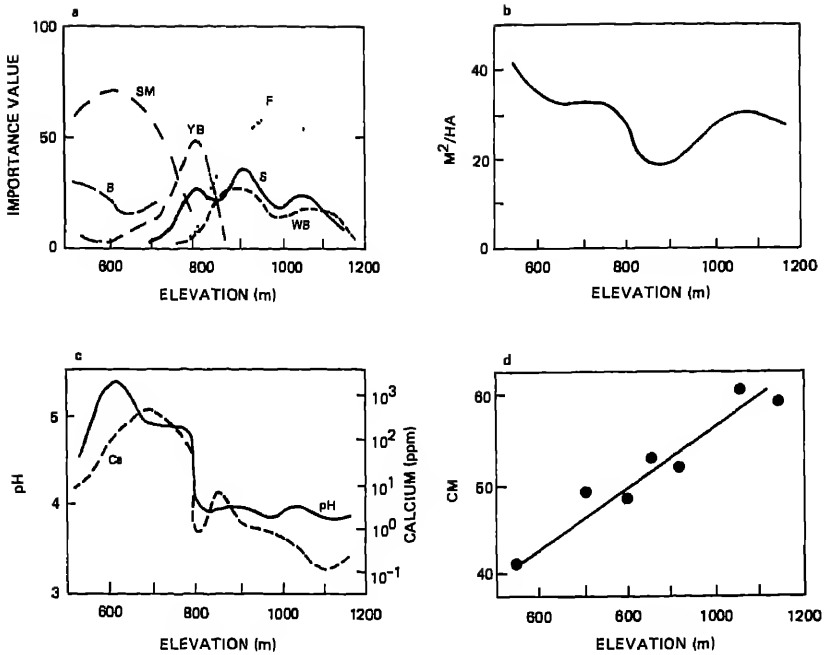 a
IMPORTANCE VALUE
100
50
0
SM
YB
F
B
S
WB
600 800 1000 1200
ELEVATION (m)
b
M²/HA
40
30
20
0
600 800 1000 1200
ELEVATION (m)
c
pH
5
4
3
Ca
pH
10³
10²
10¹
10⁰
10⁻¹
CALCIUM (ppm)
600 800 1000 1200
ELEVATION (m)
d
CM
60
50
40
600 800 1000 1200
ELEVATION (m)